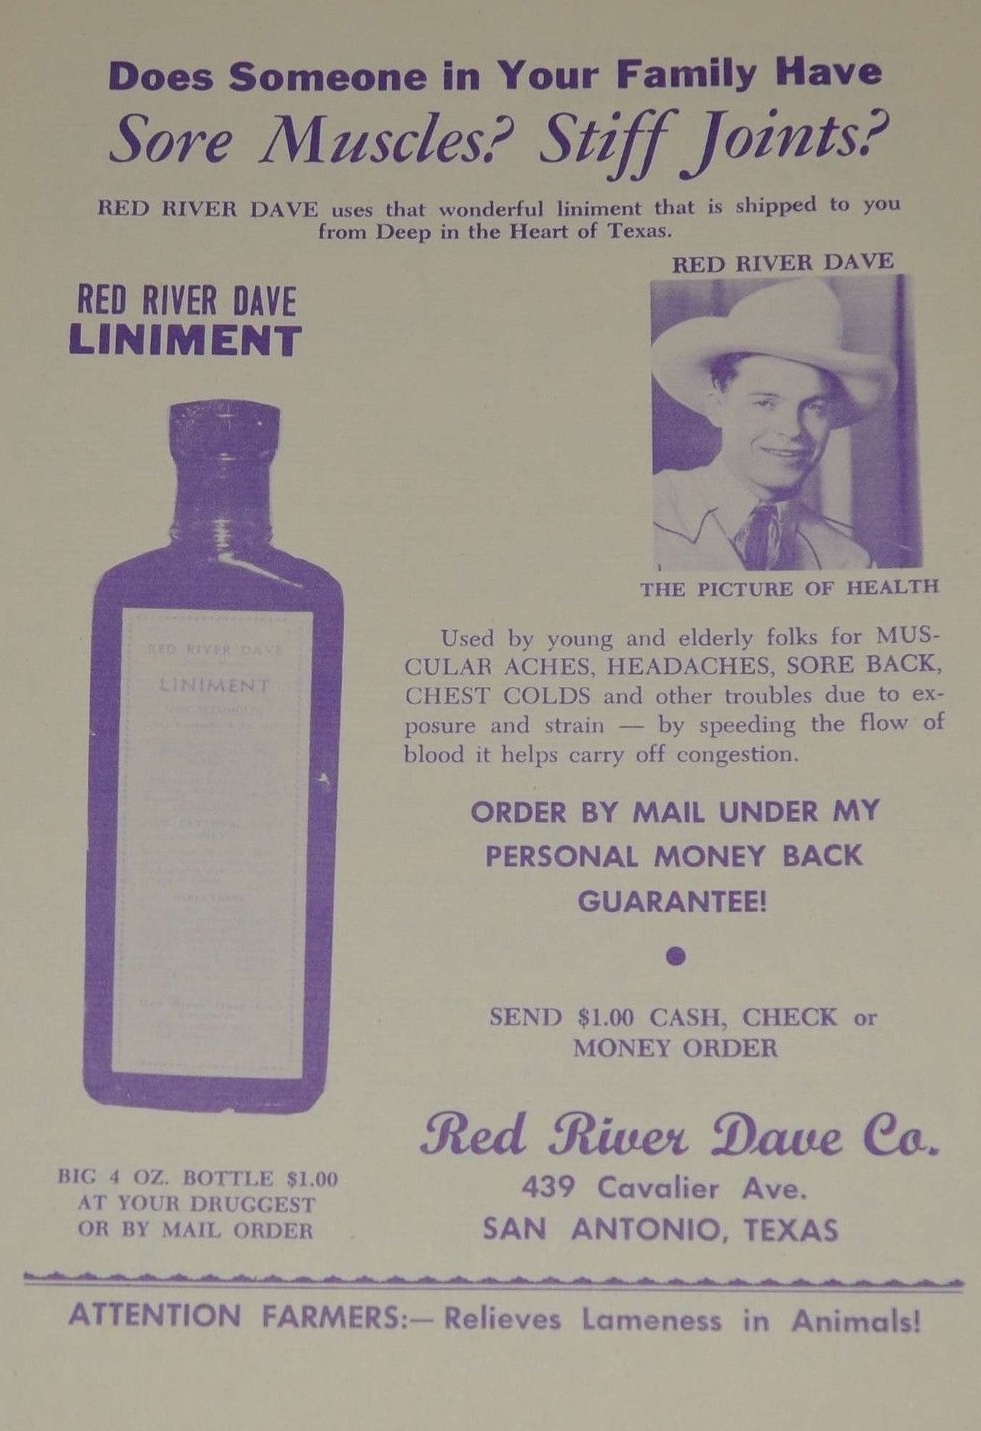 Does Someone in Your Family Have
Sore Muscles? Stiff Joints?
RED RIVER DAVE uses that wonderful liniment that is shipped to you
from Deep in the Heart of Texas.
RED RIVER DAVE
LINIMENT
RED RIVER DAVE
LINIMENT
RED RIVER DAVE
THE PICTURE OF HEALTH
Used by young and elderly folks for MUS-
CULAR ACHES, HEADACHES, SORE BACK,
CHEST COLDS and other troubles due to ex-
posure and strain — by speeding the flow of
blood it helps carry off congestion.
ORDER BY MAIL UNDER MY
PERSONAL MONEY BACK
GUARANTEE!
SEND $1.00 CASH, CHECK or
MONEY ORDER
Red River Dave Co.
439 Cavalier Ave.
SAN ANTONIO, TEXAS
BIG 4 OZ. BOTTLE $1.00
AT YOUR DRUGGEST
OR BY MAIL ORDER
ATTENTION FARMERS:— Relieves Lameness in Animals!